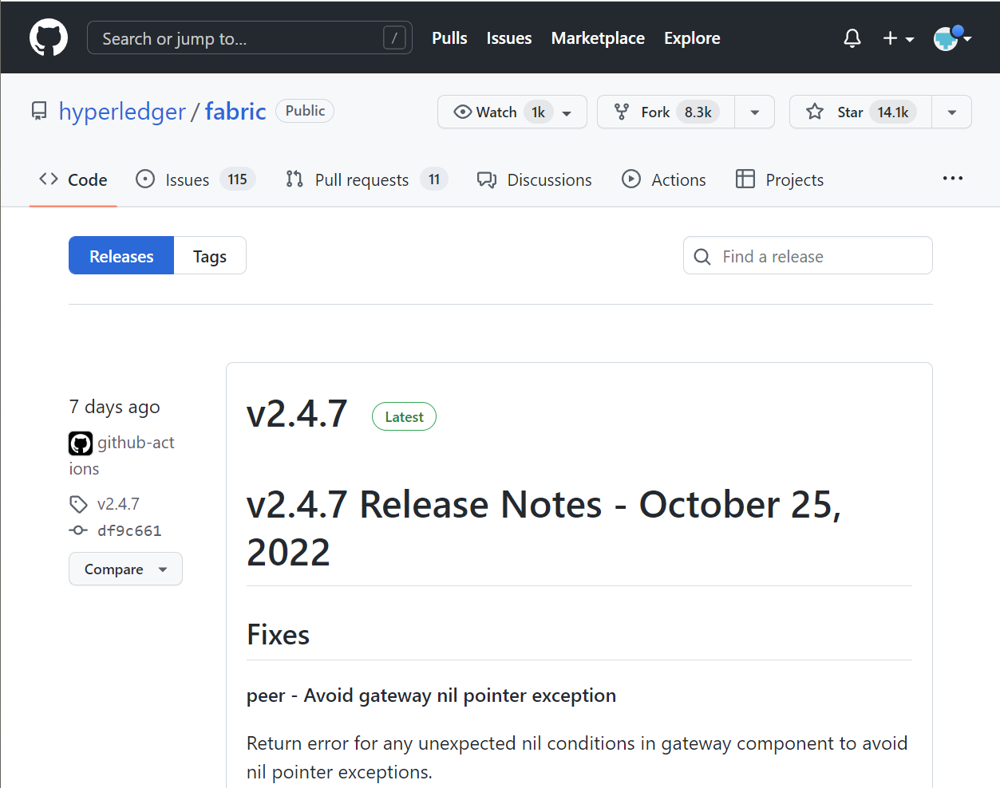 Search or jump to... / Pulls Issues Marketplace Explore
hyperledger / fabric Public Watch 1k Fork 8.3k Star 14.1k
Code Issues 115 Pull requests 11 Discussions Actions Projects
Releases Tags Find a release
7 days ago
github-act
ions
v2.4.7
df9c661
Compare
v2.4.7 Latest
v2.4.7 Release Notes - October 25,
2022
Fixes
peer - Avoid gateway nil pointer exception
Return error for any unexpected nil conditions in gateway component to avoid
nil pointer exceptions.